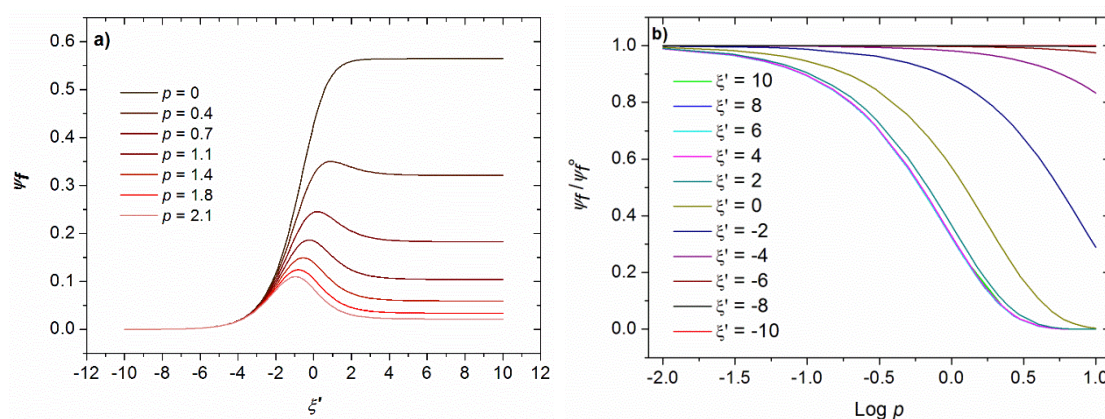 a)
0.6
0.5
0.4
0.3
0.2
0.1
0.0
ψf
p = 0
p = 0.4
p = 0.7
p = 1.1
p = 1.4
p = 1.8
p = 2.1
-12 -10 -8 -6 -4 -2 0 2 4 6 8 10 12
ξ'
b)
1.0
0.8
0.6
0.4
0.2
0.0
ψf / ψf°
ξ' = 10
ξ' = 8
ξ' = 6
ξ' = 4
ξ' = 2
ξ' = 0
ξ' = -2
ξ' = -4
ξ' = -6
ξ' = -8
ξ' = -10
-2.0 -1.5 -1.0 -0.5 0.0 0.5 1.0
Log p